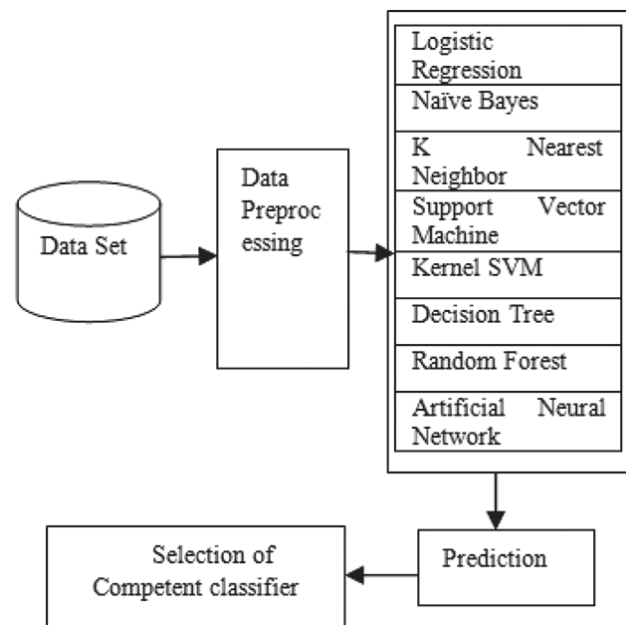 Data Set
Data
Preproc
essing
Logistic
Regression
Naïve Bayes
K Nearest
Neighbor
Support Vector
Machine
Kernel SVM
Decision Tree
Random Forest
Artificial Neural
Network
Prediction
Selection of
Competent classifier